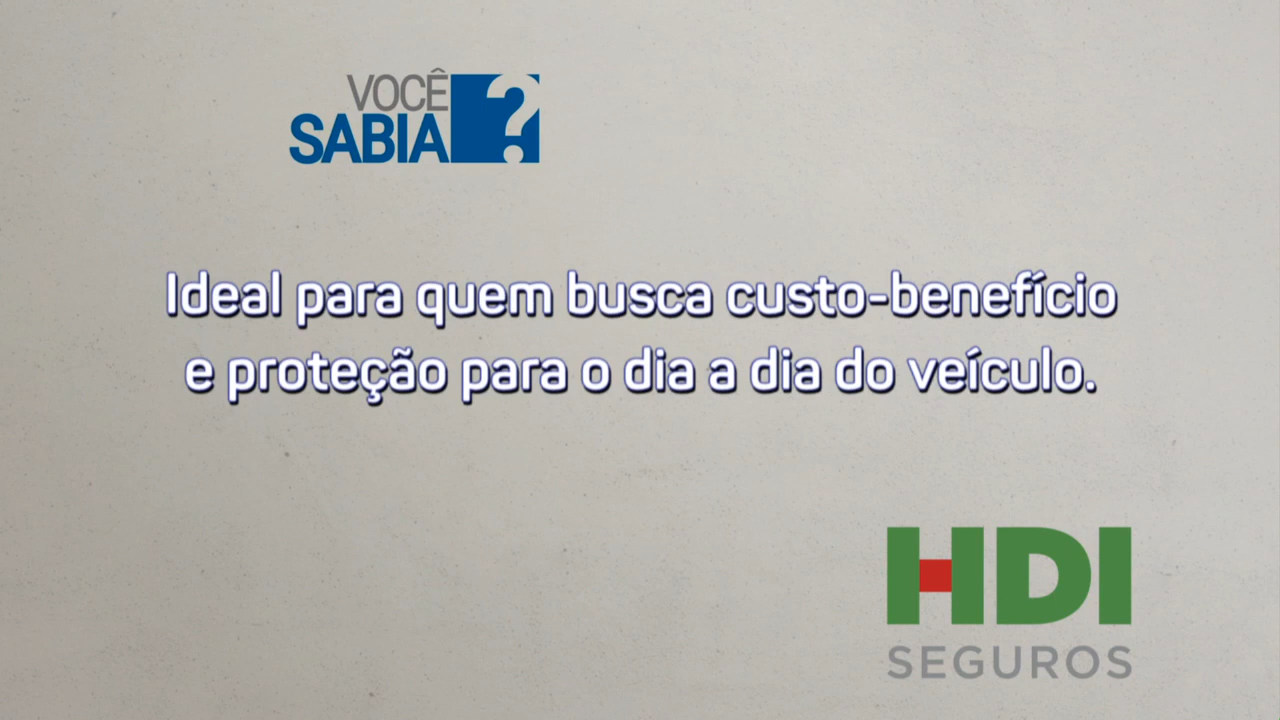 VOCÊ
SABIA?
Ideal para quem busca custo-benefício
e proteção para o dia a dia do veículo.
HDI
SEGUROS